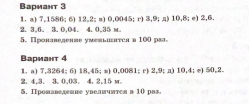 Вариант 3
1. а) 7,1586; б) 12,2; в) 0,0045; г) 3,9; д) 10,8; е) 2,6.
2. 3,6. 3. 0,04. 4. 0,35 м.
5. Произведение уменьшится в 100 раз.
Вариант 4
1. а) 7,3264; б) 18,45; в) 0,0081; г) 2,9; д) 10,4; е) 50,2.
2. 4,3. 3. 0,03. 4. 2,15 м.
5. Произведение увеличится в 10 раз.